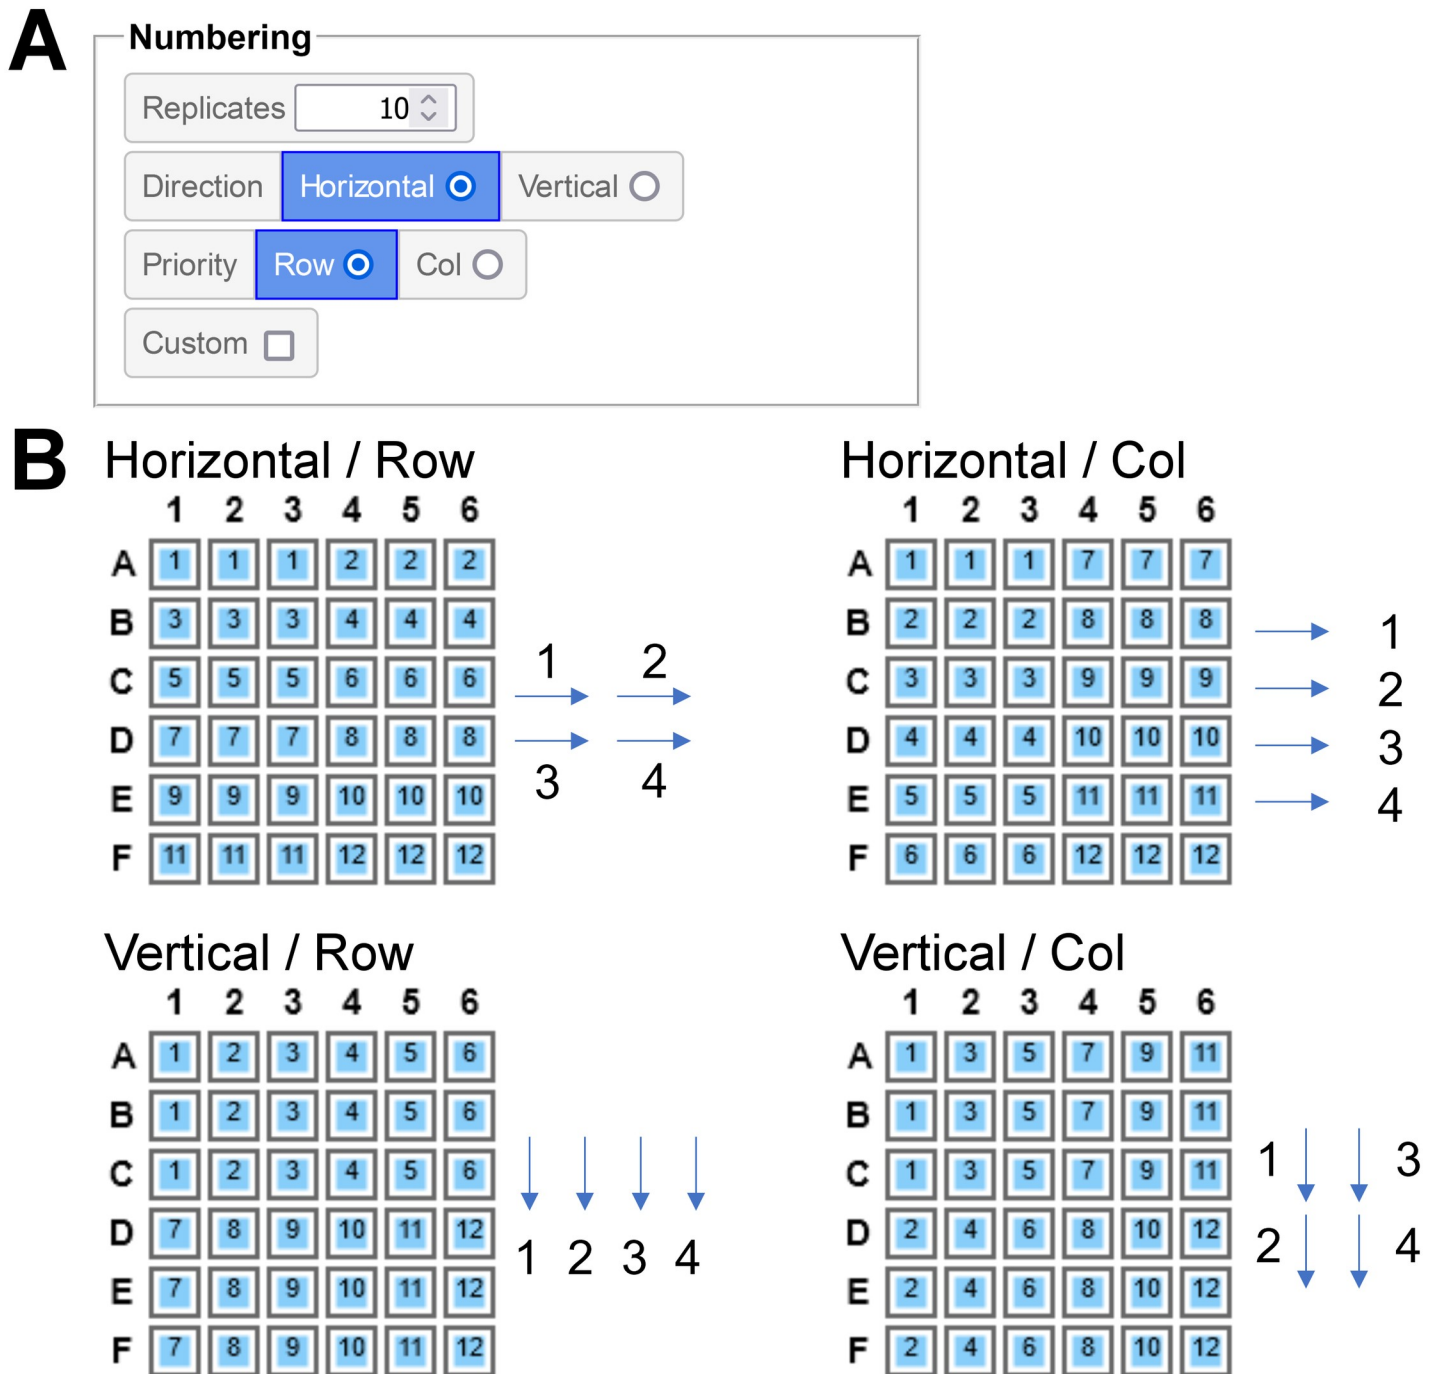 A
Numbering
Replicates 10
Direction Horizontal Vertical
Priority Row Col
Custom
B
Horizontal / Row
1 2 3 4 5 6
A 1 1 1 2 2 2
B 3 3 3 4 4 4
C 5 5 5 6 6 6
D 7 7 7 8 8 8
E 9 9 9 10 10 10
F 11 11 11 12 12 12
1 2
3 4
Horizontal / Col
1 2 3 4 5 6
A 1 1 1 7 7 7
B 2 2 2 8 8 8
C 3 3 3 9 9 9
D 4 4 4 10 10 10
E 5 5 5 11 11 11
F 6 6 6 12 12 12
1
2
3
4
Vertical / Row
1 2 3 4 5 6
A 1 2 3 4 5 6
B 1 2 3 4 5 6
C 1 2 3 4 5 6
D 7 8 9 10 11 12
E 7 8 9 10 11 12
F 7 8 9 10 11 12
1 2 3 4
Vertical / Col
1 2 3 4 5 6
A 1 3 5 7 9 11
B 1 3 5 7 9 11
C 1 3 5 7 9 11
D 2 4 6 8 10 12
E 2 4 6 8 10 12
F 2 4 6 8 10 12
1 3
2 4